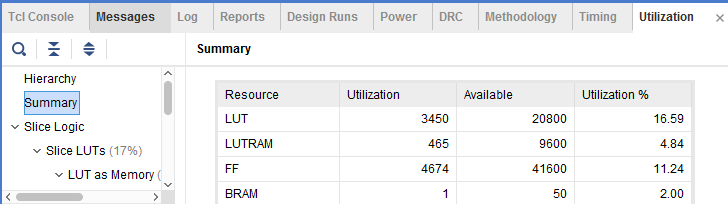 Tcl Console Messages Log Reports Design Runs Power DRC Methodology Timing Utilization ×
Summary
Hierarchy
Summary
Slice Logic
Slice LUTs (17%)
LUT as Memory (
Resource Utilization Available Utilization %
LUT 3450 20800 16.59
LUTRAM 465 9600 4.84
FF 4674 41600 11.24
BRAM 1 50 2.00